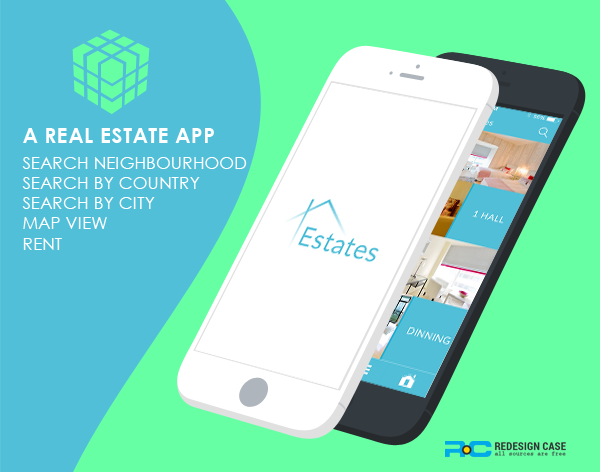 A REAL ESTATE APP
SEARCH NEIGHBOURHOOD
SEARCH BY COUNTRY
SEARCH BY CITY
MAP VIEW
RENT
Estates
1 HALL
DINNING
REDESIGN CASE
all sources are free